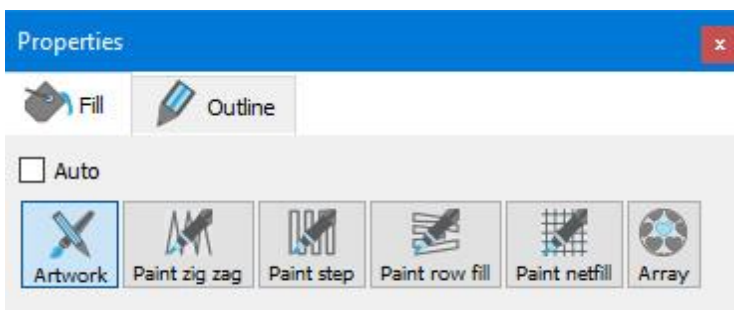 Properties
x
Fill
Outline
Auto
Artwork
Paint zig zag
Paint step
Paint row fill
Paint netfill
Array